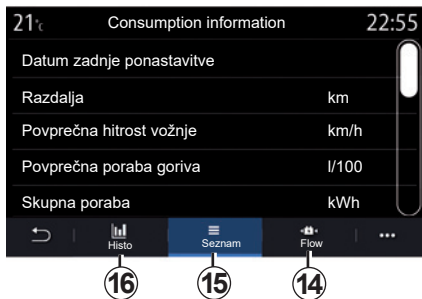 21°c Consumption information 22:55
Datum zadnje ponastavitve
Razdalja km
Povprečna hitrost vožnje km/h
Povprečna poraba goriva l/100
Skupna poraba kWh
Histo Seznam Flow
16 15 14